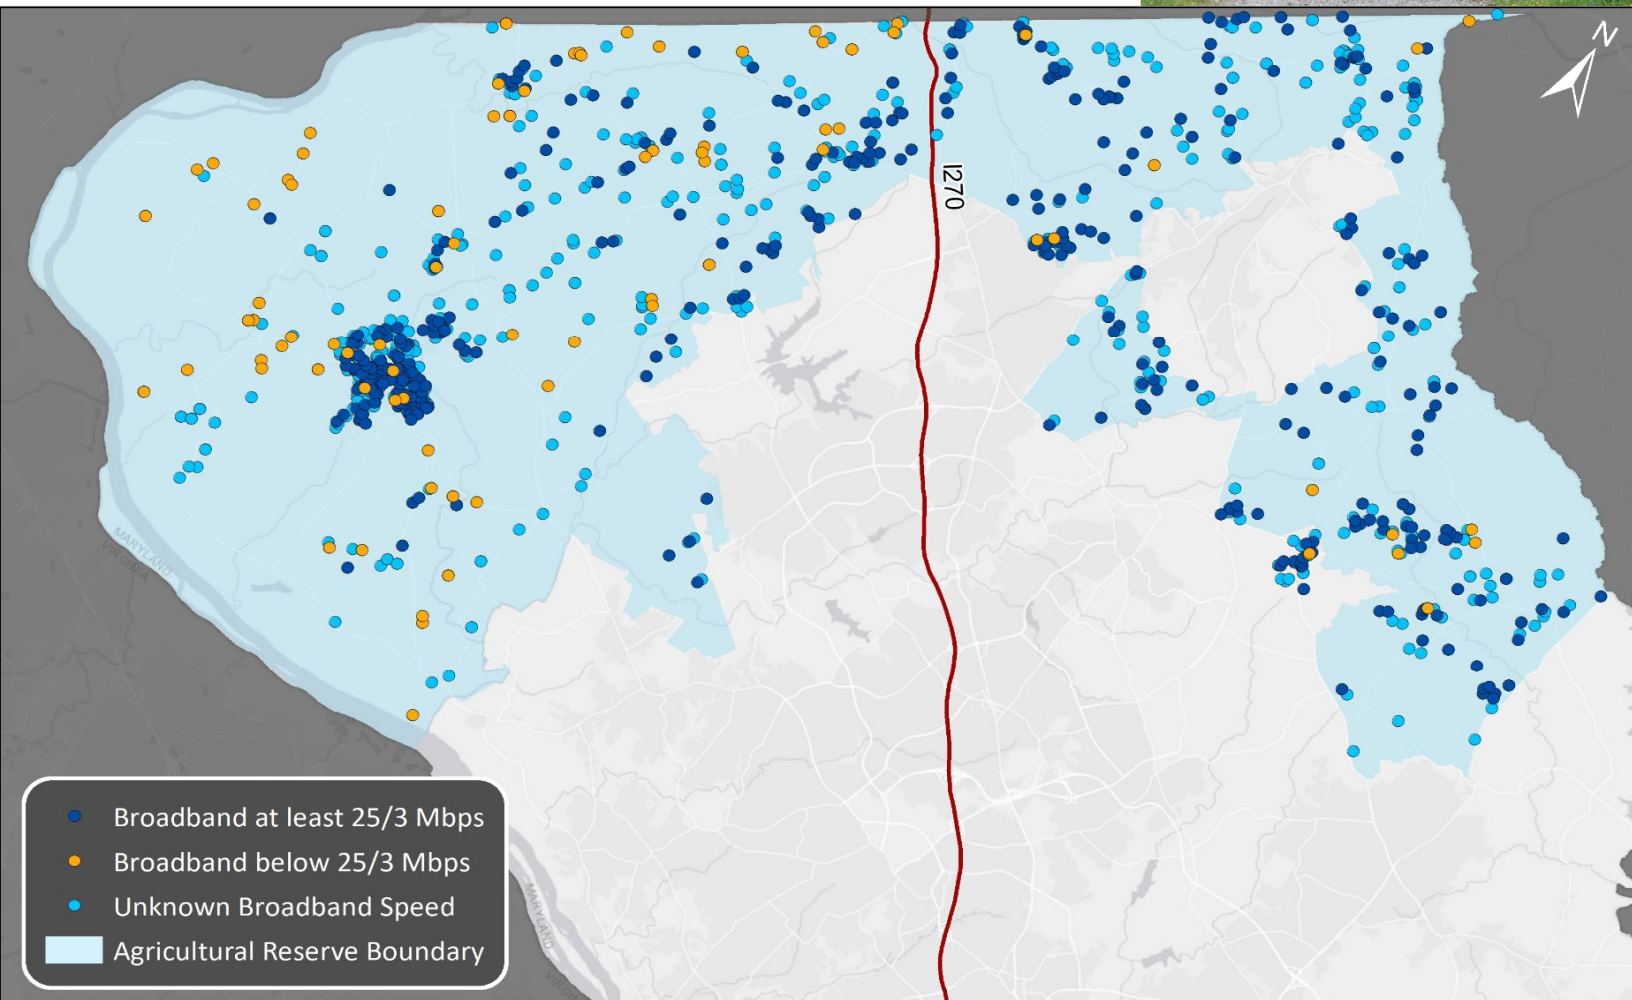 N
I270
MARYLAND
VIRGINIA
Broadband at least 25/3 Mbps
Broadband below 25/3 Mbps
Unknown Broadband Speed
Agricultural Reserve Boundary
MARYLAND